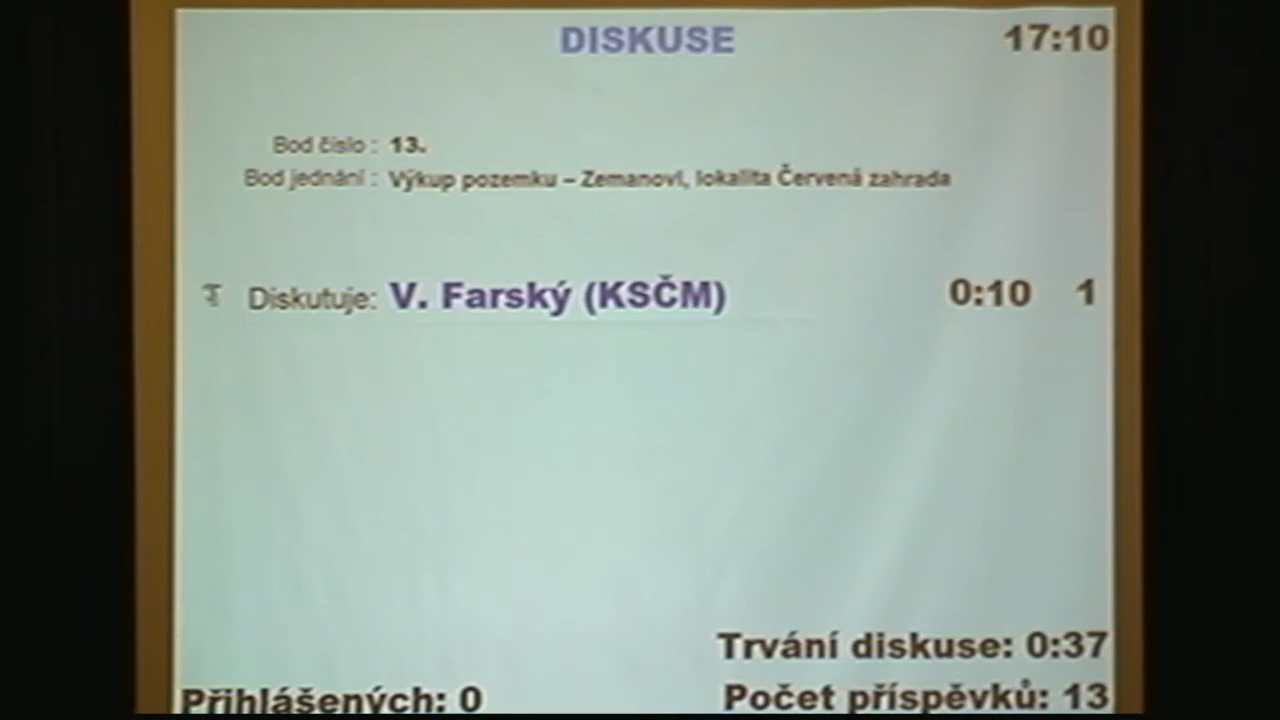 DISKUSE 17:10
Bod číslo : 13.
Bod jednání : Výkup pozemku – Zemanovi, lokalita Červená zahrada
Diskutuje: V. Farský (KSČM) 0:10 1
Trvání diskuse: 0:37
Přihlášených: 0 Počet příspěvků: 13